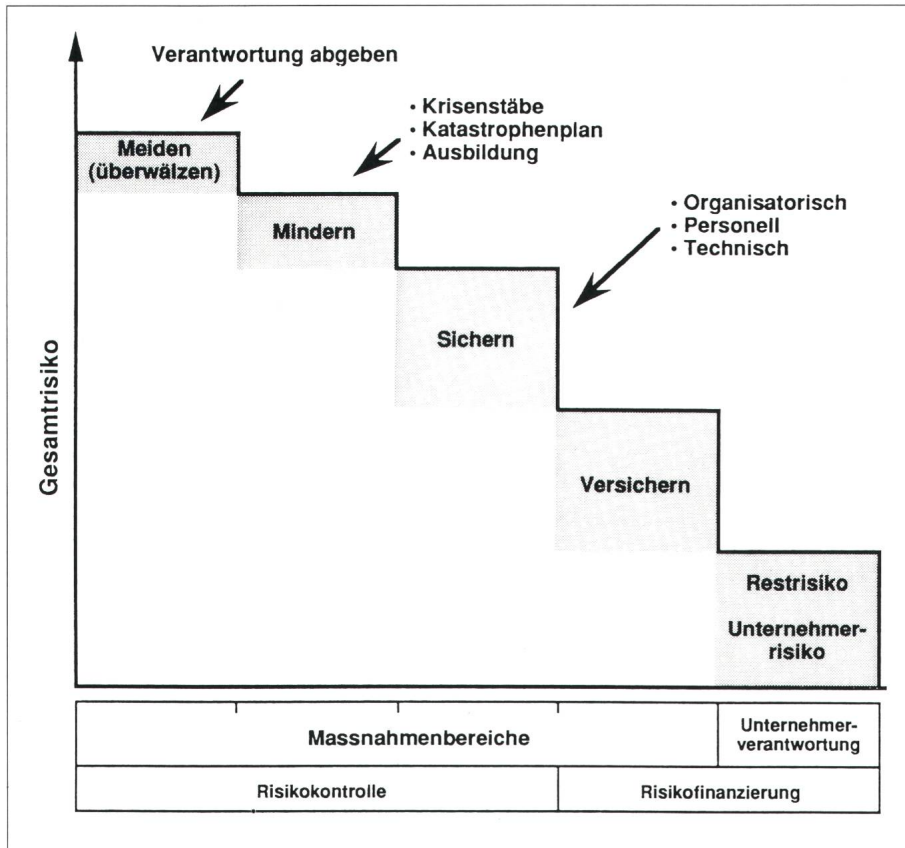 Verantwortung abgeben
• Krisenstäbe
• Katastrophenplan
• Ausbildung
Meiden
(überwälzen)
• Organisatorisch
• Personell
• Technisch
Mindern
Sichern
Versichern
Restrisiko
Unternehmer-
risiko
Gesamtrisiko
Massnahmenbereiche
Unternehmer-
verantwortung
Risikokontrolle
Risikofinanzierung